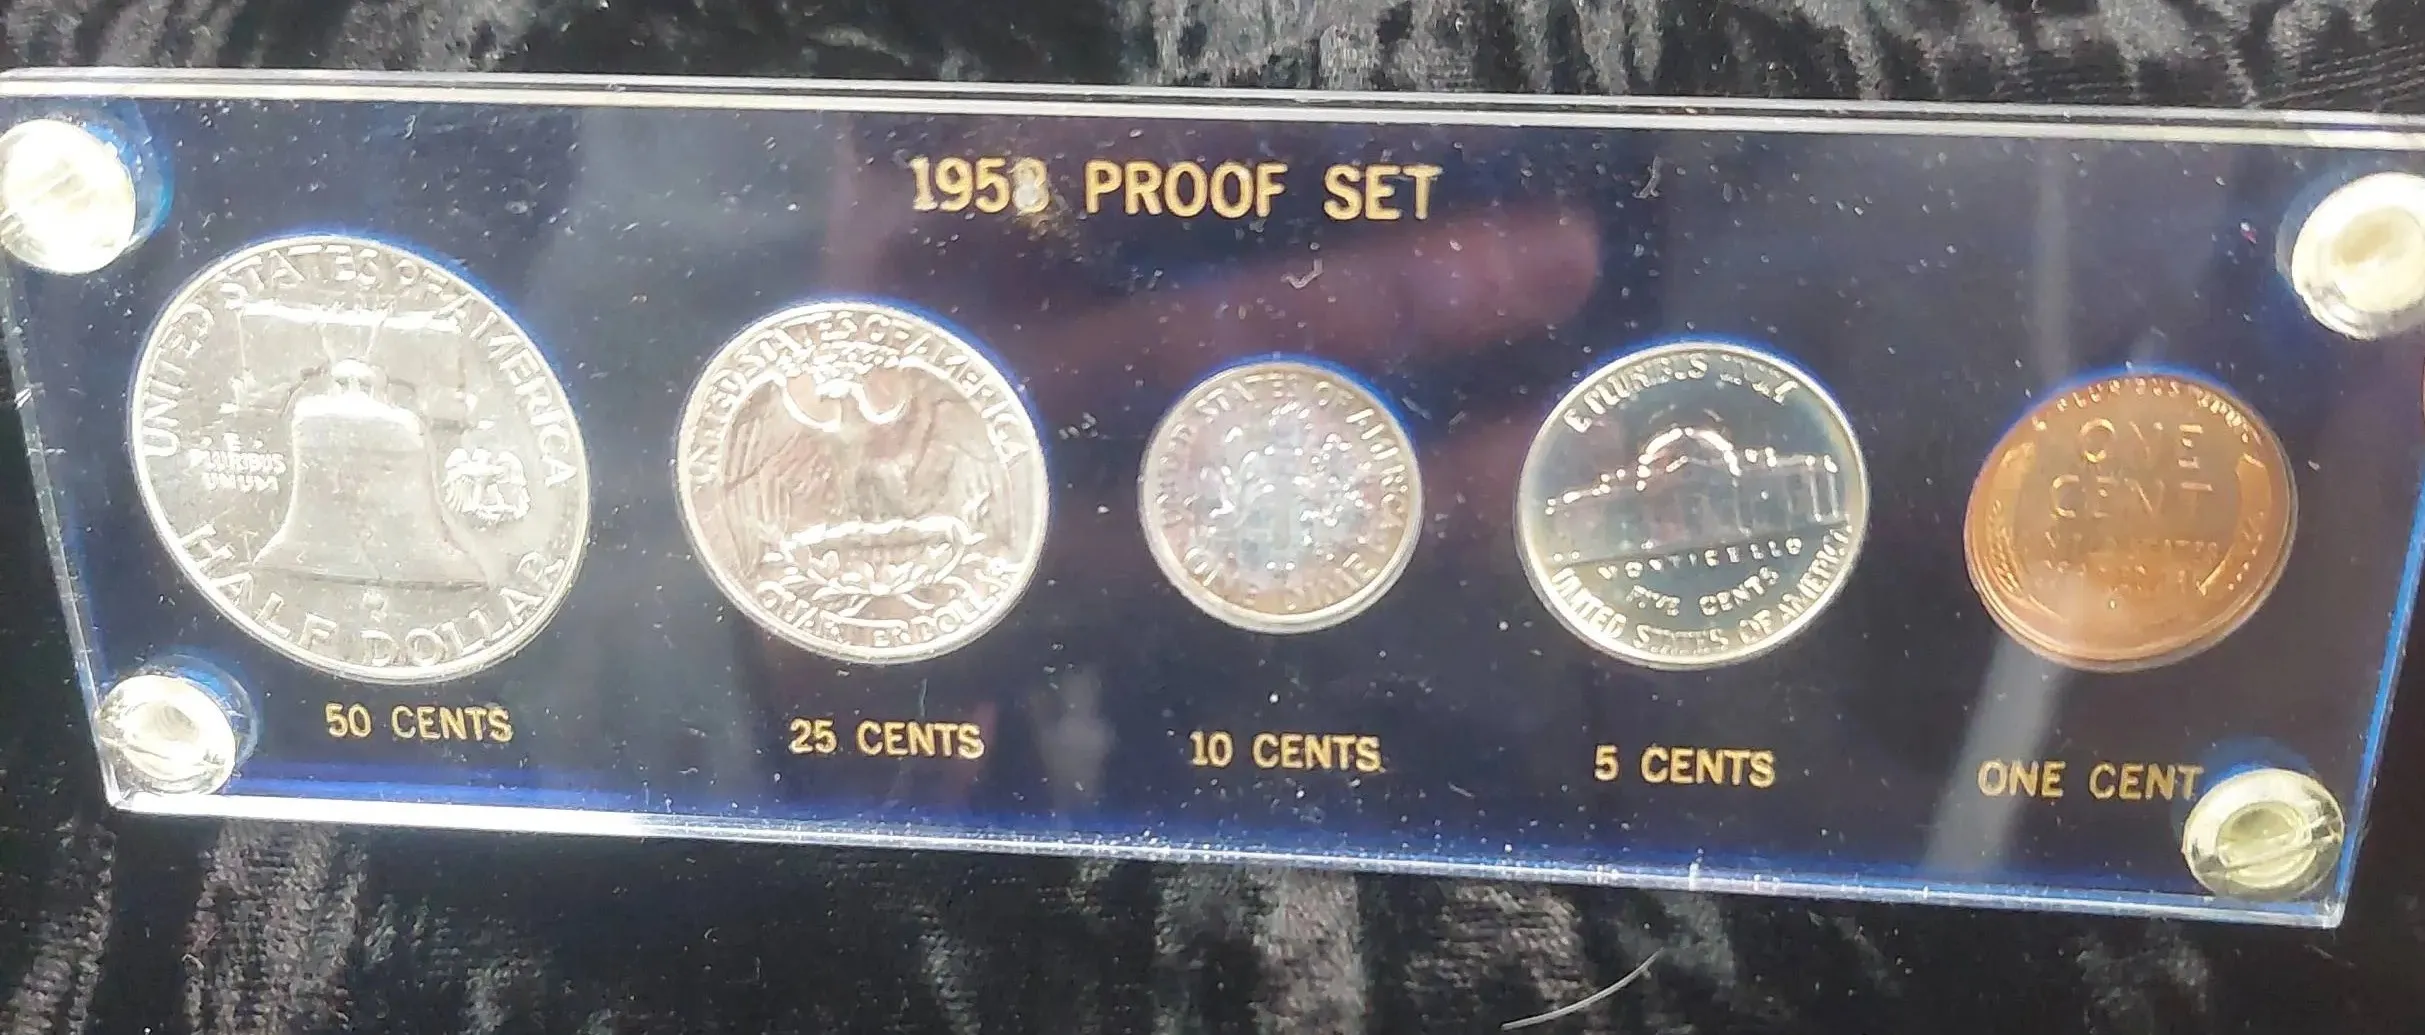 1958 PROOF SET
UNITED STATES OF AMERICA
E
PLURIBUS
UNUM
HALF DOLLAR
50 CENTS
UNITED STATES OF AMERICA
QUARTER DOLLAR
25 CENTS
UNITED STATES OF AMERICA
ONE DIME
10 CENTS
E PLURIBUS
MONTICELLO
FIVE CENTS
UNITED STATES OF AMERICA
5 CENTS
E PLURIBUS UNUM
ONE
CENT
ONE CENT